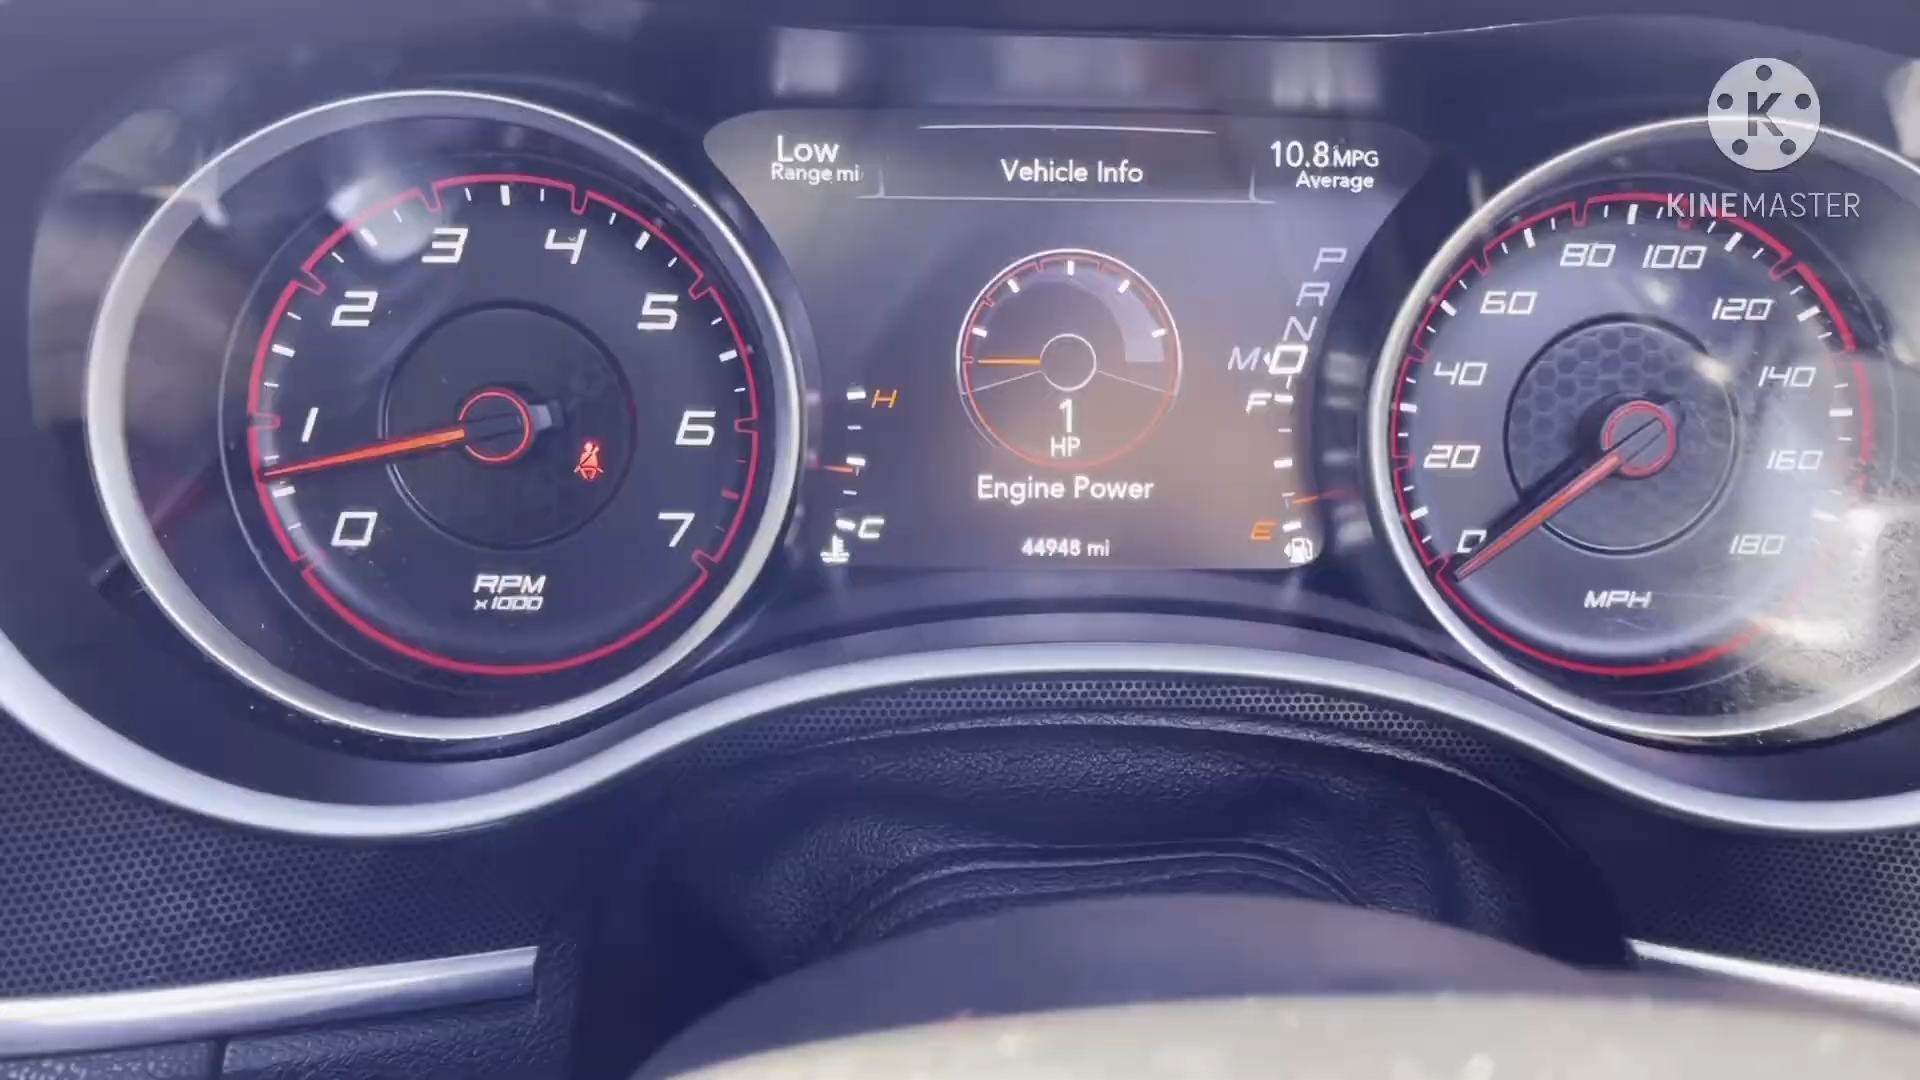 Low
Range mi
Vehicle Info
10.8 MPG
Average
K
KINEMASTER
0
1
2
3
4
5
6
7
RPM
x1000
H
C
1
HP
Engine Power
44948 mi
P
R
N
M D
F
E
0
20
40
60
80
100
120
140
160
180
MPH